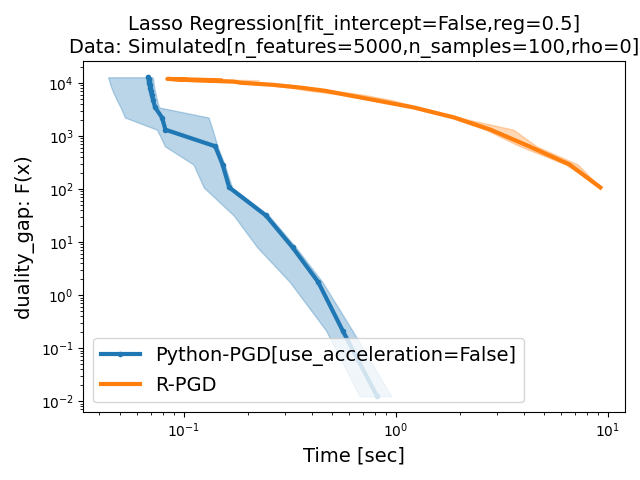 Lasso Regression[fit_intercept=False,reg=0.5]
Data: Simulated[n_features=5000,n_samples=100,rho=0]
duality_gap: F(x)
10⁴
10³
10²
10¹
10⁰
10⁻¹
10⁻²
Python-PGD[use_acceleration=False]
R-PGD
10⁻¹
10⁰
10¹
Time [sec]